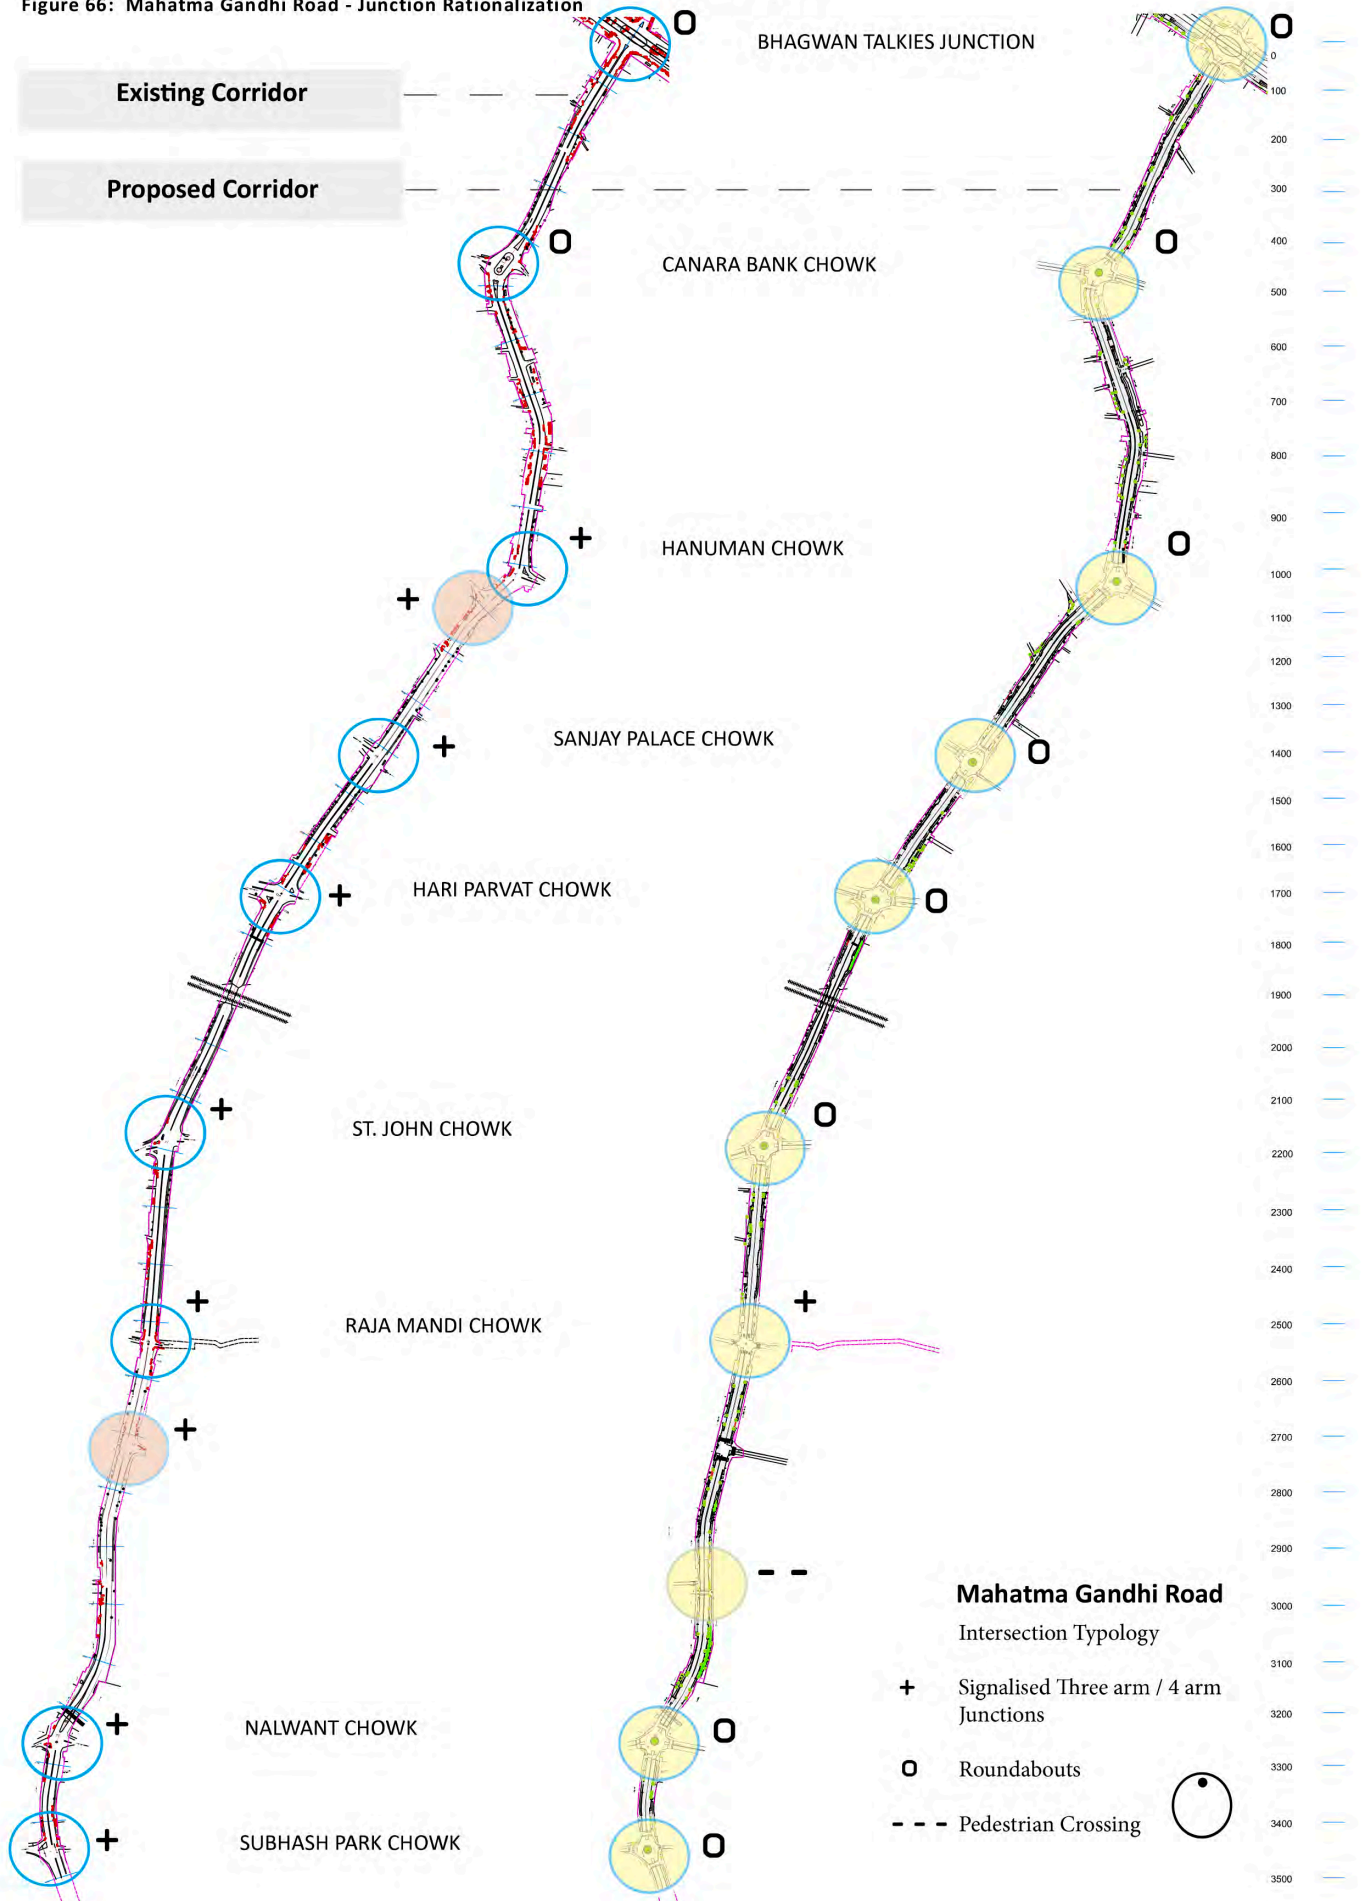 Figure 66: Mahatma Gandhi Road - Junction Rationalization
O
O
BHAGWAN TALKIES JUNCTION
0
Existing Corridor
100
200
Proposed Corridor
300
O
O
400
CANARA BANK CHOWK
500
600
700
800
900
+
O
HANUMAN CHOWK
1000
+
1100
1200
1300
SANJAY PALACE CHOWK
+
O
1400
1500
1600
HARI PARVAT CHOWK
+
O
1700
1800
1900
2000
2100
+
O
ST. JOHN CHOWK
2200
2300
2400
+
+
RAJA MANDI CHOWK
2500
2600
+
2700
2800
2900
- -
Mahatma Gandhi Road
3000
Intersection Typology
3100
+ Signalised Three arm / 4 arm
Junctions
3200
NALWANT CHOWK
+
O
O Roundabouts
3300
- - - Pedestrian Crossing
3400
SUBHASH PARK CHOWK
+
O
3500